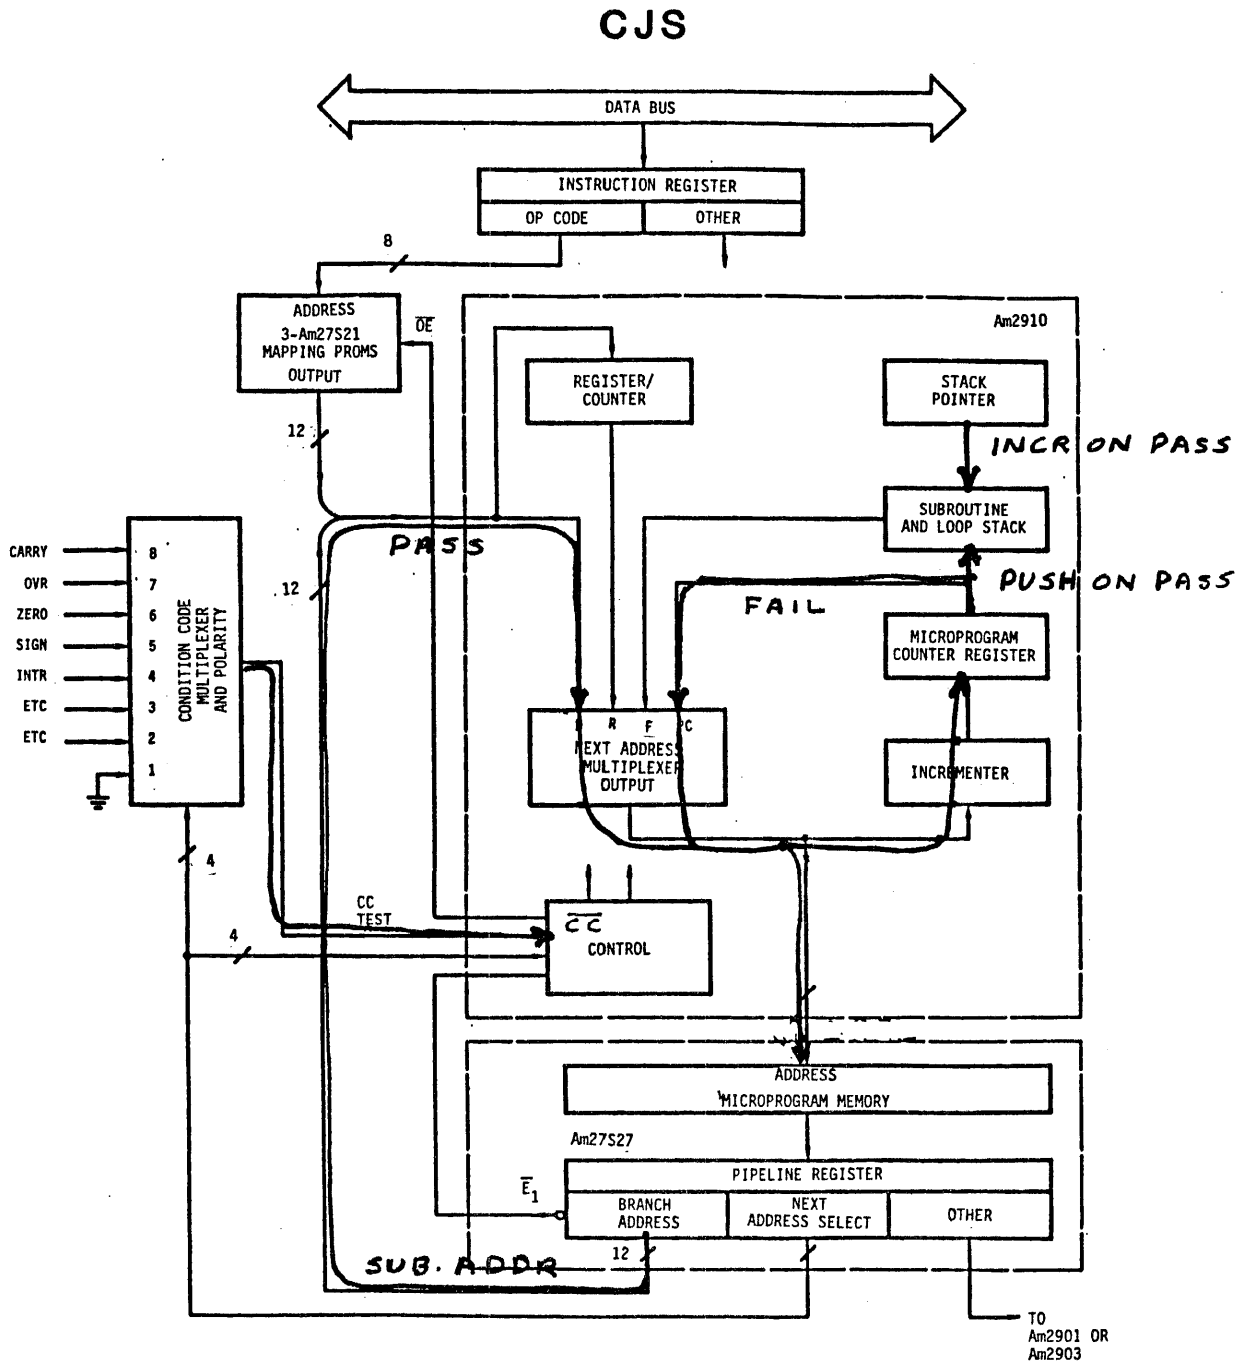 CJS
DATA BUS
INSTRUCTION REGISTER
OP CODE
OTHER
8
ADDRESS
3-Am27S21
MAPPING PROMS
OUTPUT
OE
Am2910
REGISTER/
COUNTER
STACK
POINTER
INCR ON PASS
12
SUBROUTINE
AND LOOP STACK
PASS
12
PUSH ON PASS
FAIL
CARRY
OVR
ZERO
SIGN
INTR
ETC
ETC
8
7
6
5
4
3
2
1
CONDITION CODE
MULTIPLEXER
AND POLARITY
MICROPROGRAM
COUNTER REGISTER
R
F
PC
NEXT ADDRESS
MULTIPLEXER
OUTPUT
INCREMENTER
4
CC
TEST
CC
CONTROL
4
ADDRESS
MICROPROGRAM MEMORY
Am27S27
PIPELINE REGISTER
E1
BRANCH
ADDRESS
NEXT
ADDRESS SELECT
OTHER
12
SUB. ADDR
TO
Am2901 OR
Am2903